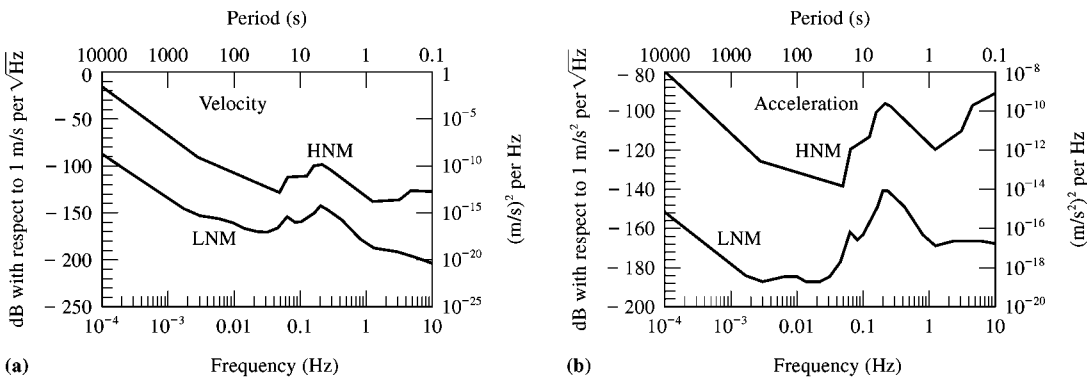 Period (s)
10000 1000 100 10 1 0.1
0
− 50
− 100
− 150
− 200
− 250
dB with respect to 1 m/s per √Hz
Velocity
HNM
LNM
1
10⁻⁵
10⁻¹⁰
10⁻¹⁵
10⁻²⁰
10⁻²⁵
(m/s)² per Hz
10⁻⁴ 10⁻³ 0.01 0.1 1 10
(a)
Frequency (Hz)
Period (s)
10000 1000 100 10 1 0.1
− 80
− 100
− 120
− 140
− 160
− 180
− 200
dB with respect to 1 m/s² per √Hz
Acceleration
HNM
LNM
10⁻⁸
10⁻¹⁰
10⁻¹²
10⁻¹⁴
10⁻¹⁶
10⁻¹⁸
10⁻²⁰
(m/s²)² per Hz
10⁻⁴ 10⁻³ 0.01 0.1 1 10
(b)
Frequency (Hz)